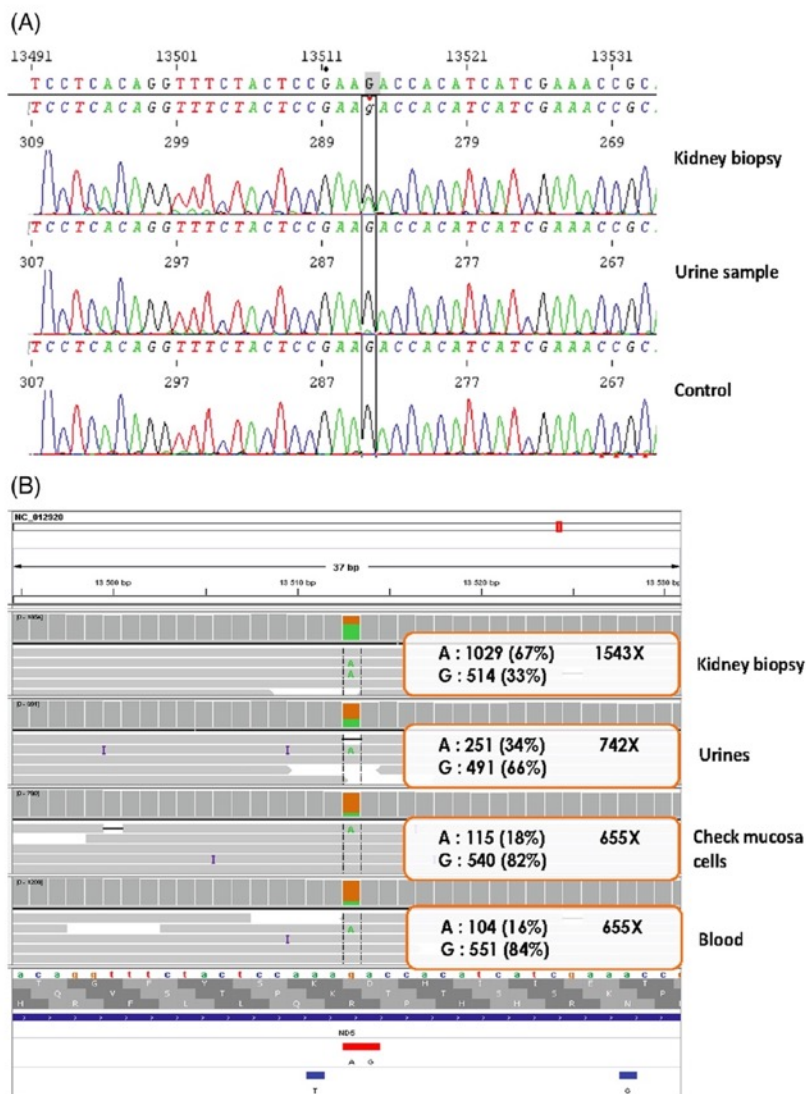 (A)
13491 13501 13511 13521 13531
TCCTCACAGGTTTCTACTCCGAAGACCACATCATCGAAACCGC.
TCCTCACAGGTTTCTACTCCGAAgACCACATCATCGAAACCGC.
309 299 289 279 269
Kidney biopsy
TCCTCACAGGTTTCTACTCCGAAGACCACATCATCGAAACCGC.
307 297 287 277 267
Urine sample
TCCTCACAGGTTTCTACTCCGAAGACCACATCATCGAAACCGC.
307 297 287 277 267
Control
(B)
NC_012920
37 bp
13 500 bp 13 510 bp 13 520 bp 13 530
A
A
A : 1029 (67%) 1543X
G : 514 (33%)
Kidney biopsy
I I A
A : 251 (34%) 742X
G : 491 (66%)
Urines
A
I
A : 115 (18%) 655X
G : 540 (82%)
Check mucosa
cells
A
I
A : 104 (16%) 655X
G : 551 (84%)
Blood
a c a g g t t t c t a c t c c a a a g a c c a c a t c a t c g a a a c c
T G F Y S K D H I I E T
Q V S T P K T T S S K P
H R F L L Q R P H H R N
ND5
A G
T G